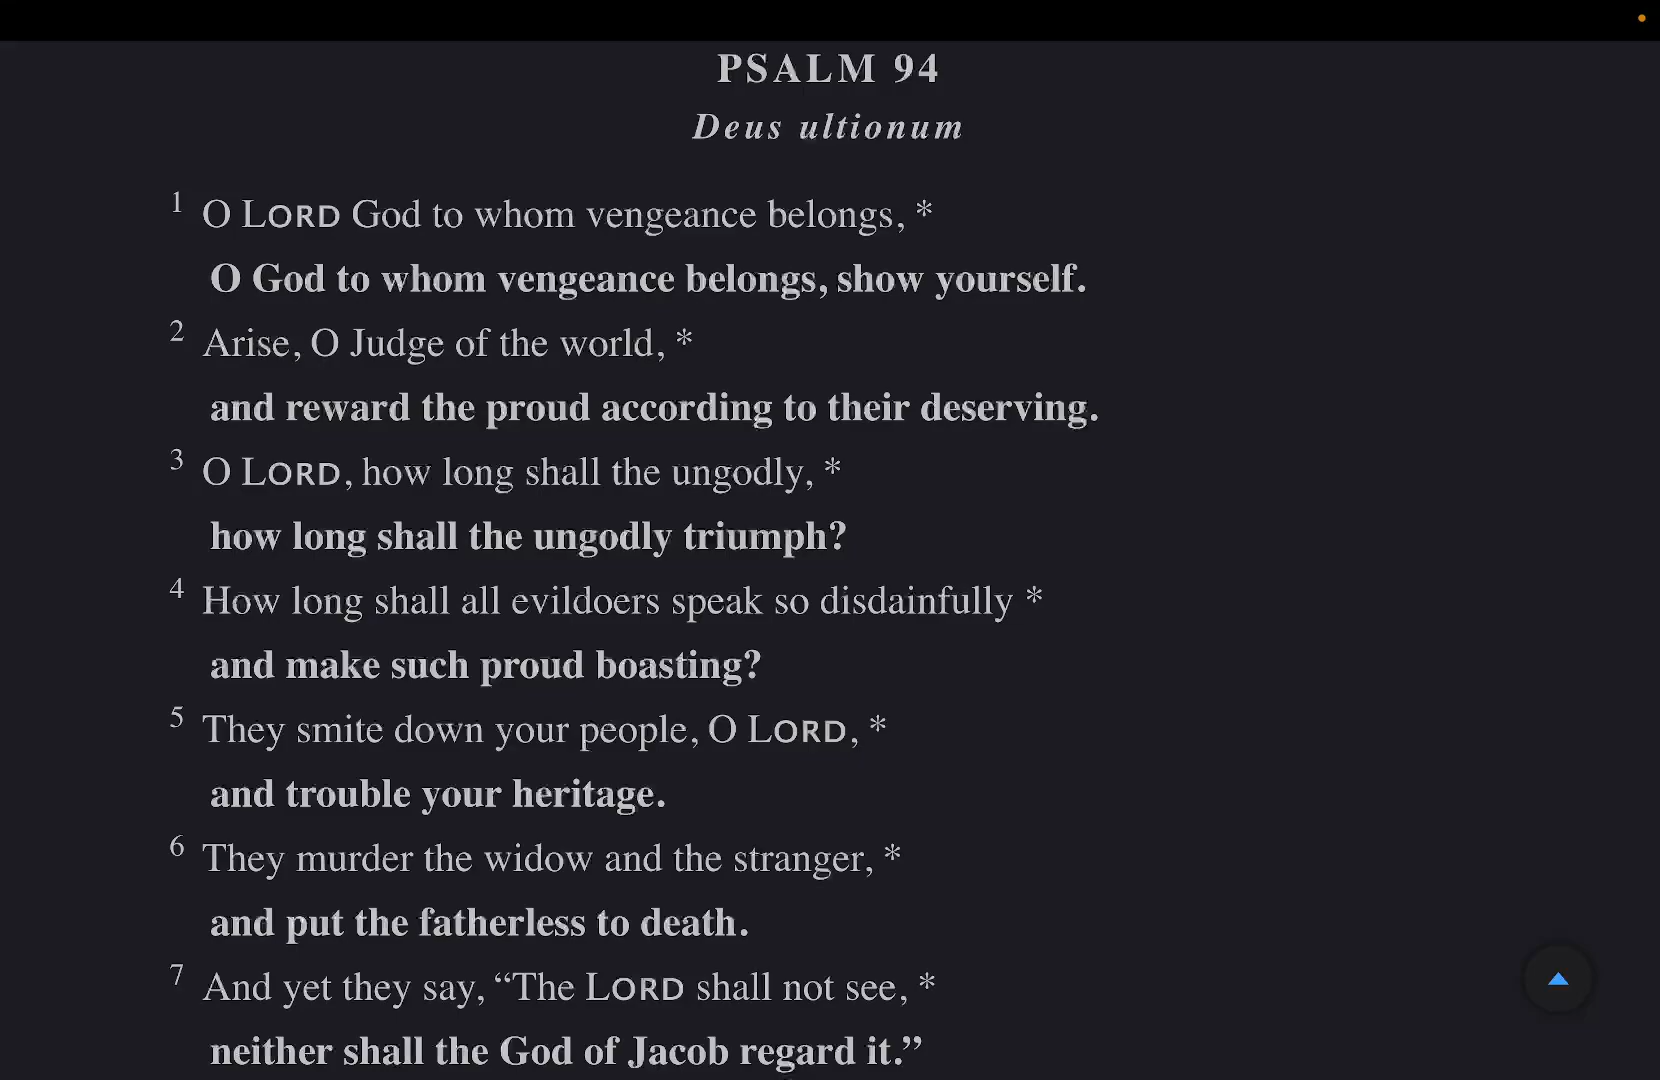 PSALM 94
Deus ultionum
1 O LORD God to whom vengeance belongs, *
O God to whom vengeance belongs, show yourself.
2 Arise, O Judge of the world, *
and reward the proud according to their deserving.
3 O LORD, how long shall the ungodly, *
how long shall the ungodly triumph?
4 How long shall all evildoers speak so disdainfully *
and make such proud boasting?
5 They smite down your people, O LORD, *
and trouble your heritage.
6 They murder the widow and the stranger, *
and put the fatherless to death.
7 And yet they say, “The LORD shall not see, *
neither shall the God of Jacob regard it.”